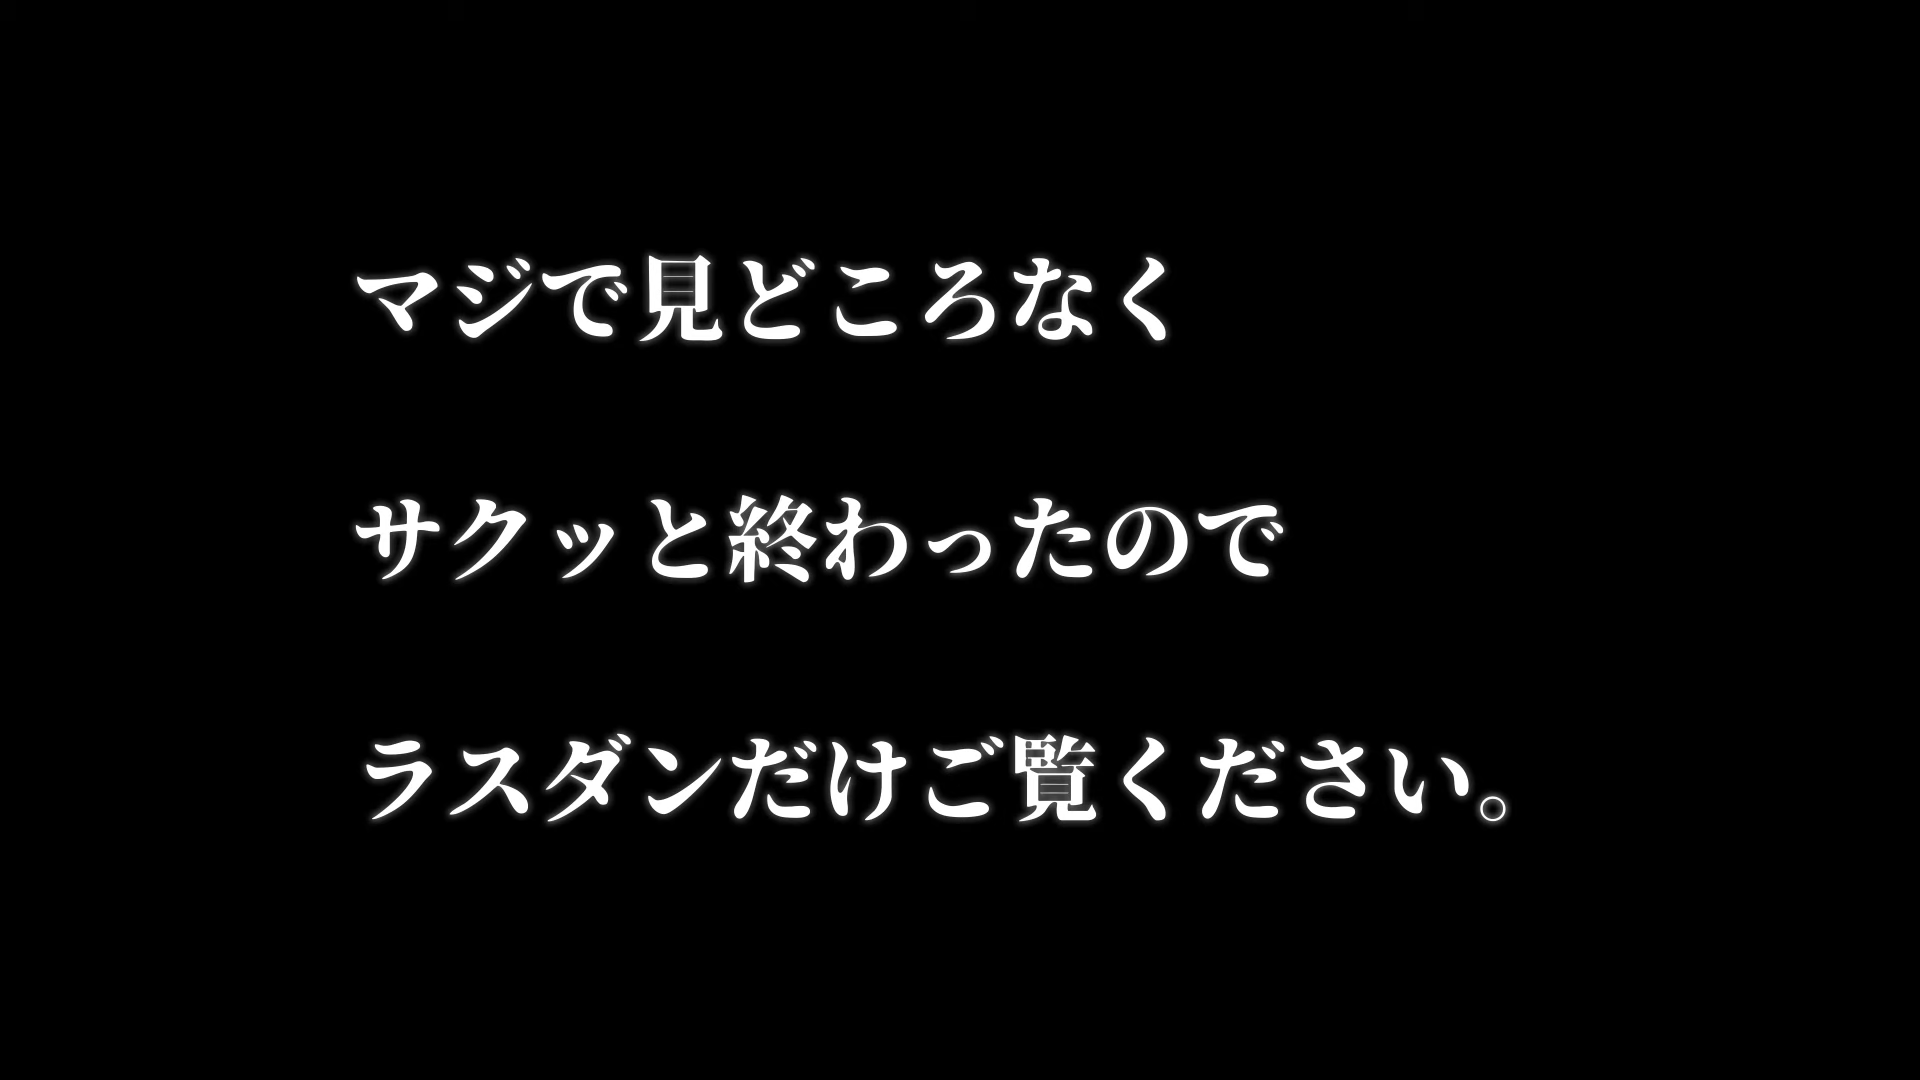 マジで見どころなく
サクッと終わったので
ラスダンだけご覧ください。